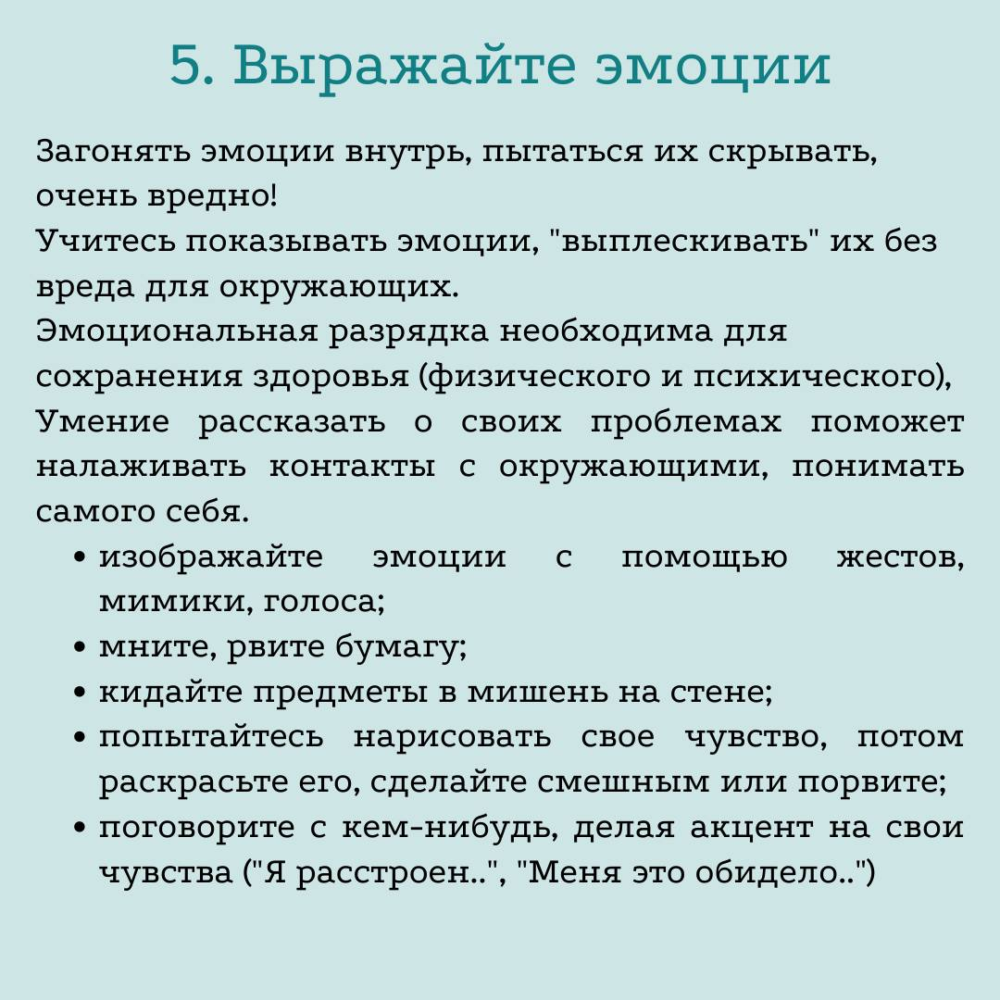 5. Выражайте эмоции
Загонять эмоции внутрь, пытаться их скрывать,
очень вредно!
Учитесь показывать эмоции, "выплескивать" их без
вреда для окружающих.
Эмоциональная разрядка необходима для
сохранения здоровья (физического и психического),
Умение рассказать о своих проблемах поможет
налаживать контакты с окружающими, понимать
самого себя.
• изображайте эмоции с помощью жестов,
мимики, голоса;
• мните, рвите бумагу;
• кидайте предметы в мишень на стене;
• попытайтесь нарисовать свое чувство, потом
раскрасьте его, сделайте смешным или порвите;
• поговорите с кем-нибудь, делая акцент на свои
чувства ("Я расстроен..", "Меня это обидело..")